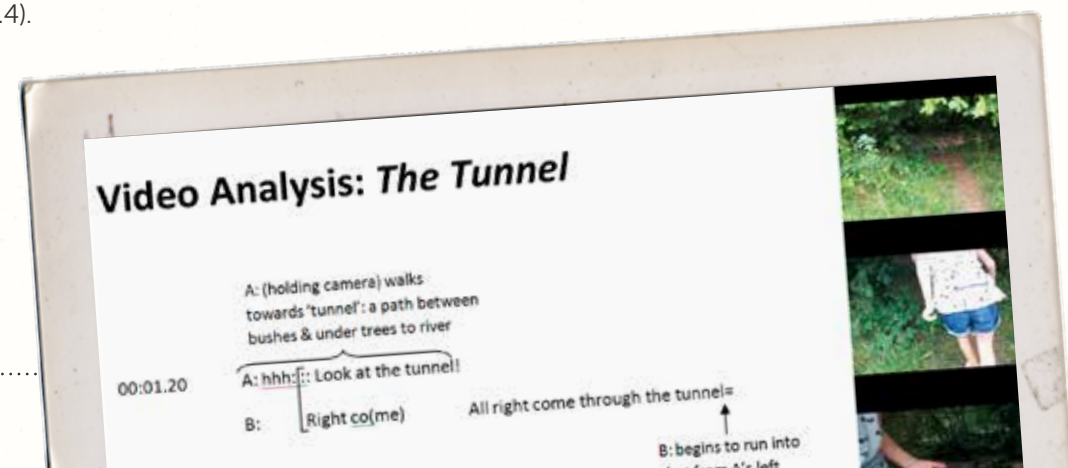 .4).
Video Analysis: The Tunnel
A: (holding camera) walks
towards 'tunnel': a path between
bushes & under trees to river
00:01.20 A: hhh:[:: Look at the tunnel!
B: [Right co(me) All right come through the tunnel=
B: begins to run into
from A's left